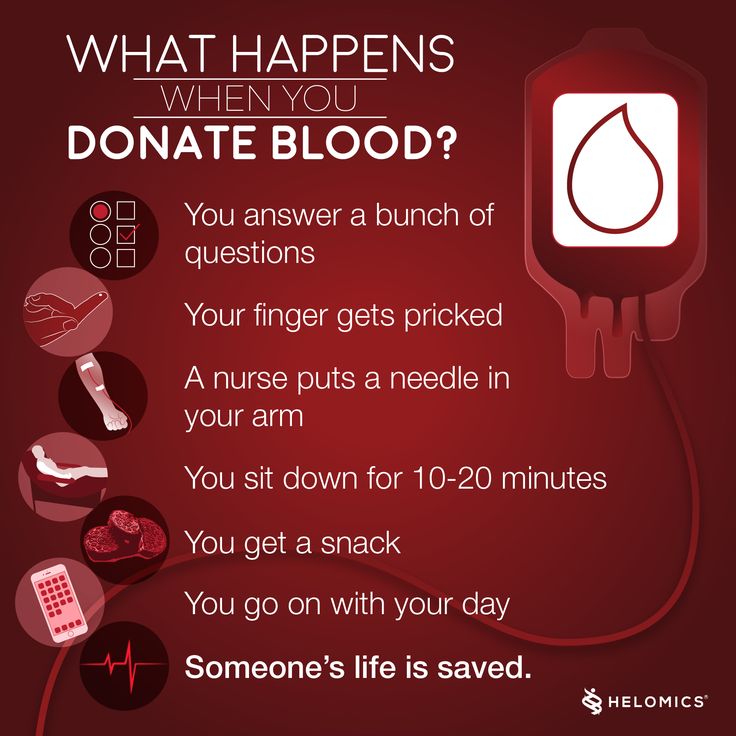 WHAT HAPPENS
WHEN YOU
DONATE BLOOD?
You answer a bunch of
questions
Your finger gets pricked
A nurse puts a needle in
your arm
You sit down for 10-20 minutes
You get a snack
You go on with your day
Someone's life is saved.
HELOMICS®